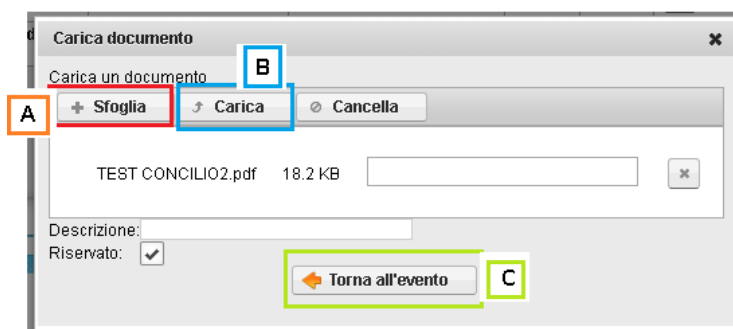 Carica documento
Carica un documento
B
A
Sfoglia Carica Cancella
TEST CONCILIO2.pdf 18.2 KB
Descrizione:
Riservato:
Torna all'evento C